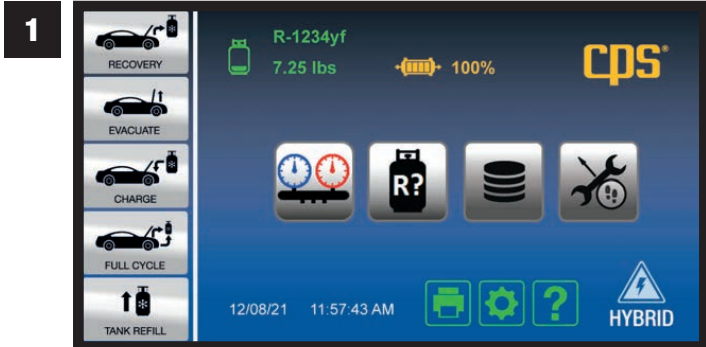 1
RECOVERY
EVACUATE
CHARGE
FULL CYCLE
TANK REFILL
R-1234yf
7.25 lbs
100%
cps®
R?
12/08/21 11:57:43 AM
?
HYBRID